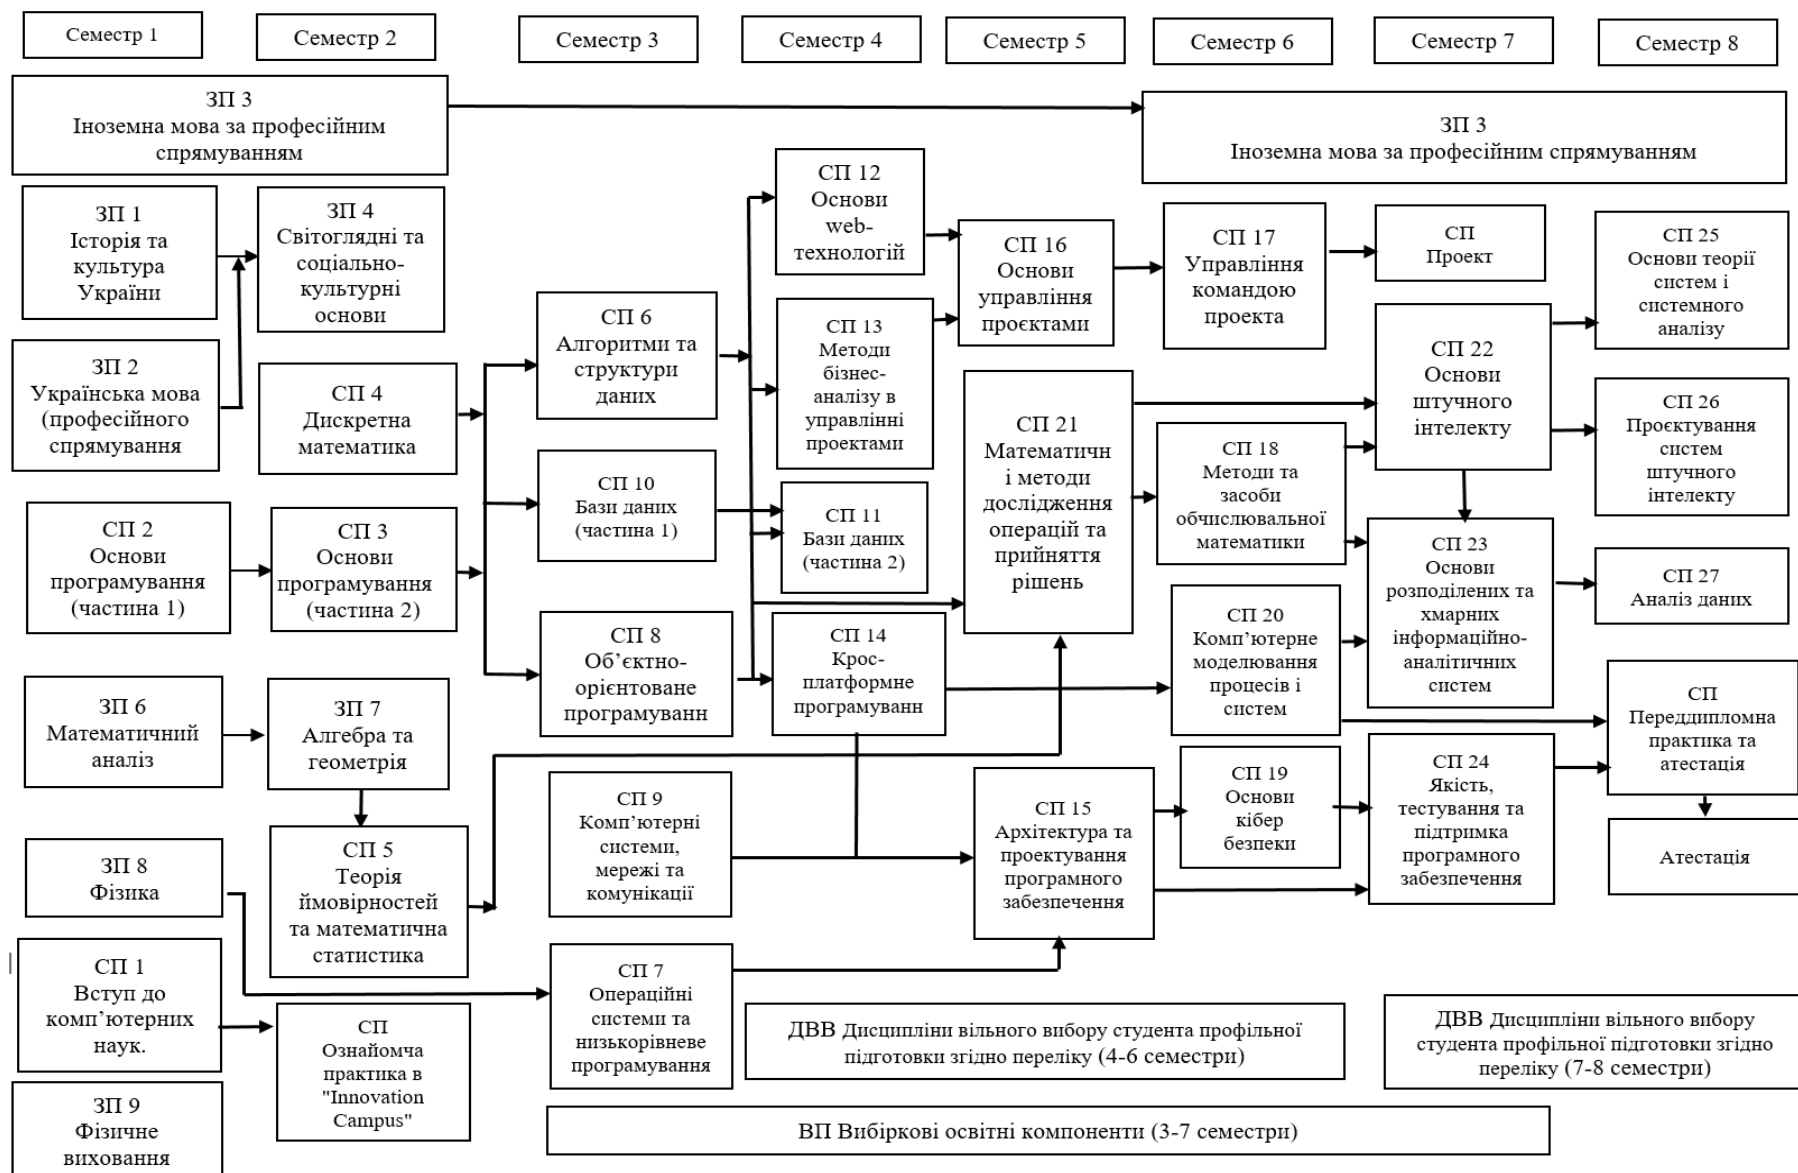 Семестр 1
Семестр 2
Семестр 3
Семестр 4
Семестр 5
Семестр 6
Семестр 7
Семестр 8
ЗП 3
Іноземна мова за професійним
спрямуванням
ЗП 3
Іноземна мова за професійним спрямуванням
ЗП 1
Історія та
культура
України
ЗП 2
Українська мова
(професійного
спрямування
СП 2
Основи
програмування
(частина 1)
ЗП 6
Математичний
аналіз
ЗП 8
Фізика
СП 1
Вступ до
комп’ютерних
наук.
ЗП 9
Фізичне
виховання
ЗП 4
Світоглядні та
соціально-
культурні
основи
СП 4
Дискретна
математика
СП 3
Основи
програмування
(частина 2)
ЗП 7
Алгебра та
геометрія
СП 5
Теорія
ймовірностей
та математична
статистика
СП
Ознайомча
практика в
"Innovation
Campus"
СП 6
Алгоритми та
структури
даних
СП 10
Бази даних
(частина 1)
СП 8
Об’єктно-
орієнтоване
програмуванн
СП 9
Комп’ютерні
системи,
мережі та
комунікації
СП 7
Операційні
системи та
низькорівневе
програмування
СП 12
Основи
web-
технологій
СП 13
Методи
бізнес-
аналізу в
управлінні
проектами
СП 11
Бази даних
(частина 2)
СП 14
Крос-
платформне
програмуванн
СП 16
Основи
управління
проєктами
СП 21
Математичн
і методи
дослідження
операцій та
прийняття
рішень
СП 15
Архітектура та
проектування
програмного
забезпечення
СП 17
Управління
командою
проекта
СП 18
Методи та
засоби
обчислювальної
математики
СП 20
Комп’ютерне
моделювання
процесів і
систем
СП 19
Основи
кібер
безпеки
СП
Проект
СП 22
Основи
штучного
інтелекту
СП 23
Основи
розподілених та
хмарних
інформаційно-
аналітичних
систем
СП 24
Якість,
тестування та
підтримка
програмного
забезпечення
СП 25
Основи теорії
систем і
системного
аналізу
СП 26
Проєктування
систем
штучного
інтелекту
СП 27
Аналіз даних
СП
Переддипломна
практика та
атестація
Атестація
ДВВ Дисципліни вільного вибору студента профільної
підготовки згідно переліку (4-6 семестри)
ДВВ Дисципліни вільного вибору
студента профільної підготовки згідно
переліку (7-8 семестри)
ВП Вибіркові освітні компоненти (3-7 семестри)